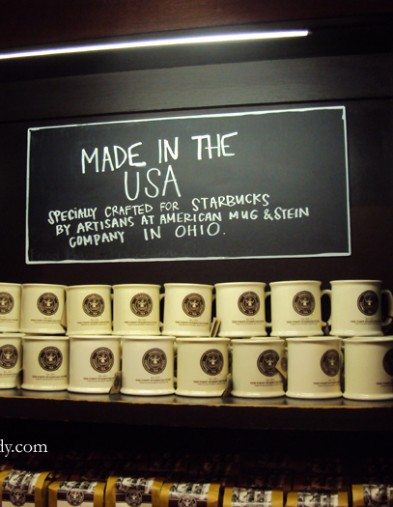 MADE IN THE
USA
SPECIALLY CRAFTED FOR STARBUCKS
BY ARTISANS AT AMERICAN MUG & STEIN
COMPANY IN OHIO.
dy.com